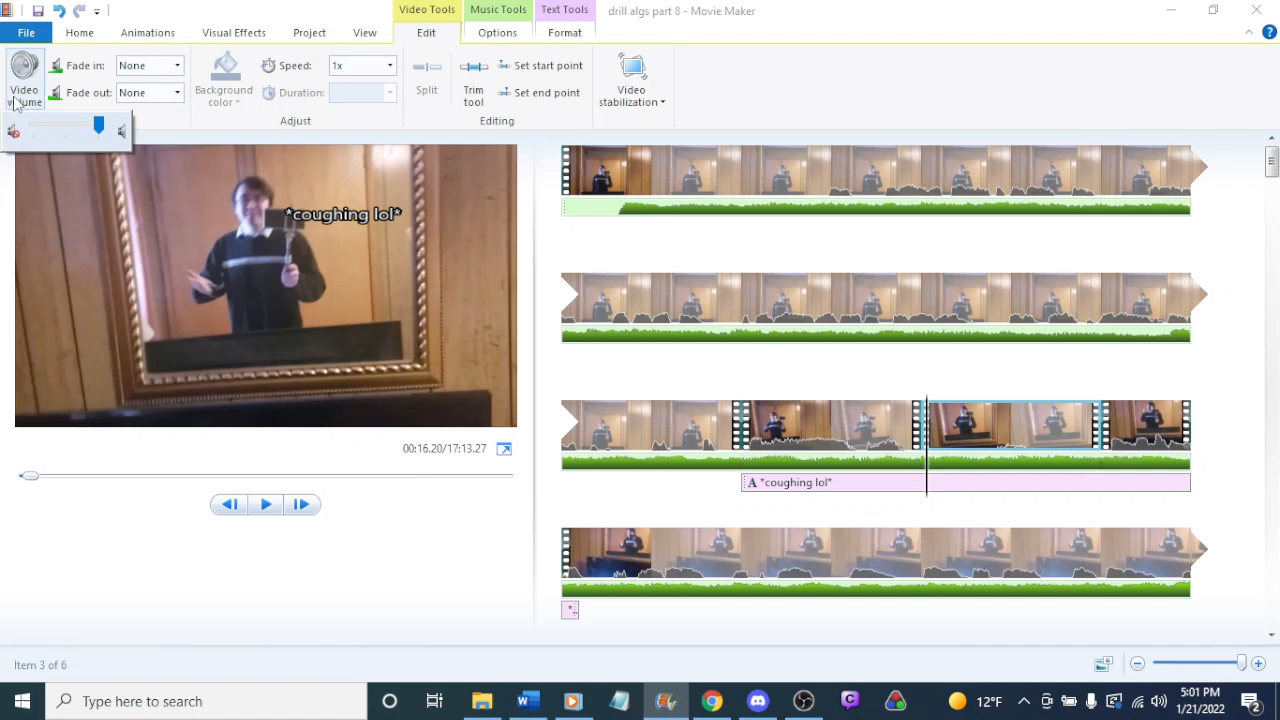 Video Tools
Music Tools
Text Tools
drill algs part 8 - Movie Maker
File
Home
Animations
Visual Effects
Project
View
Edit
Options
Format
Video volume
Fade in:
None
Fade out:
None
Background color
Speed:
1x
Duration:
Adjust
Split
Trim tool
Set start point
Set end point
Editing
Video stabilization
*coughing lol*
00:16.20/17:13.27
A *coughing lol*
Item 3 of 6
Type here to search
12°F
5:01 PM
1/21/2022
2